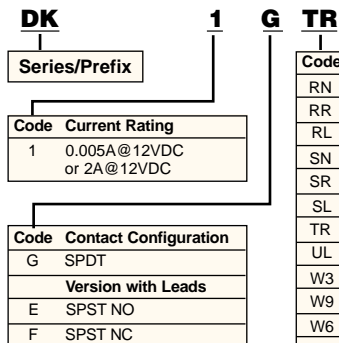 DK 1 G TR
Series/Prefix
Code Current Rating
1 0.005A@12VDC
or 2A@12VDC
Code Contact Configuration
G SPDT
Version with Leads
E SPST NO
F SPST NC
Code
RN
RR
RL
SN
SR
SL
TR
UL
W3
W9
W6